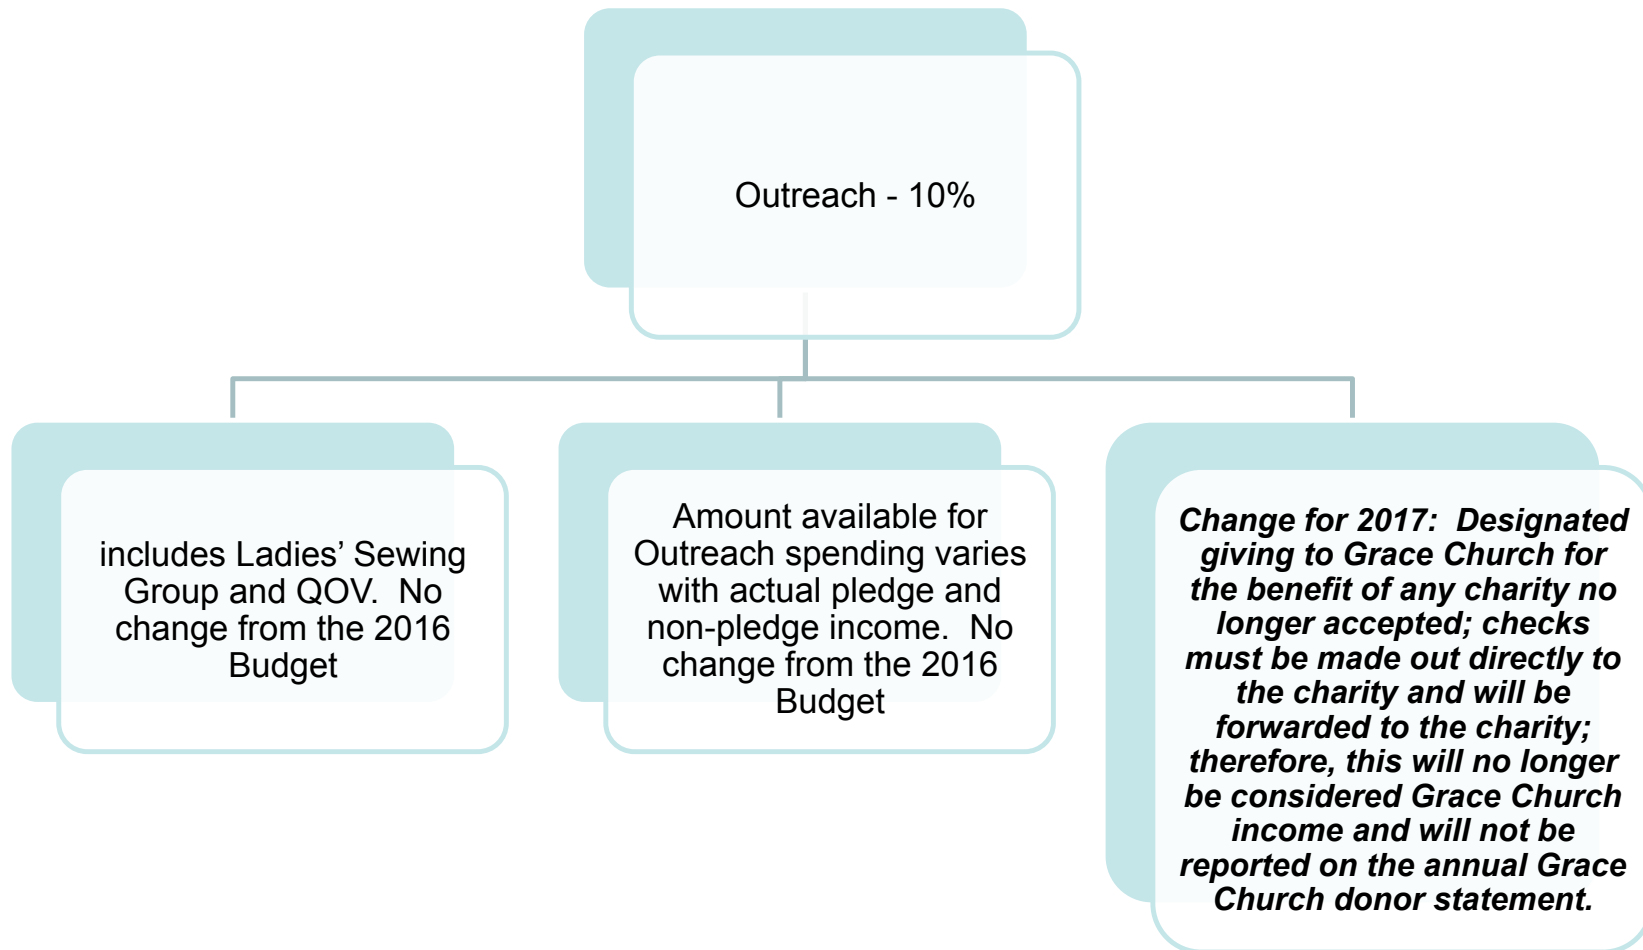 Outreach - 10%
includes Ladies’ Sewing
Group and QOV.  No
change from the 2016
Budget
Amount available for
Outreach spending varies
with actual pledge and
non-pledge income.  No
change from the 2016
Budget
Change for 2017:  Designated
giving to Grace Church for
the benefit of any charity no
longer accepted; checks
must be made out directly to
the charity and will be
forwarded to the charity;
therefore, this will no longer
be considered Grace Church
income and will not be
reported on the annual Grace
Church donor statement.